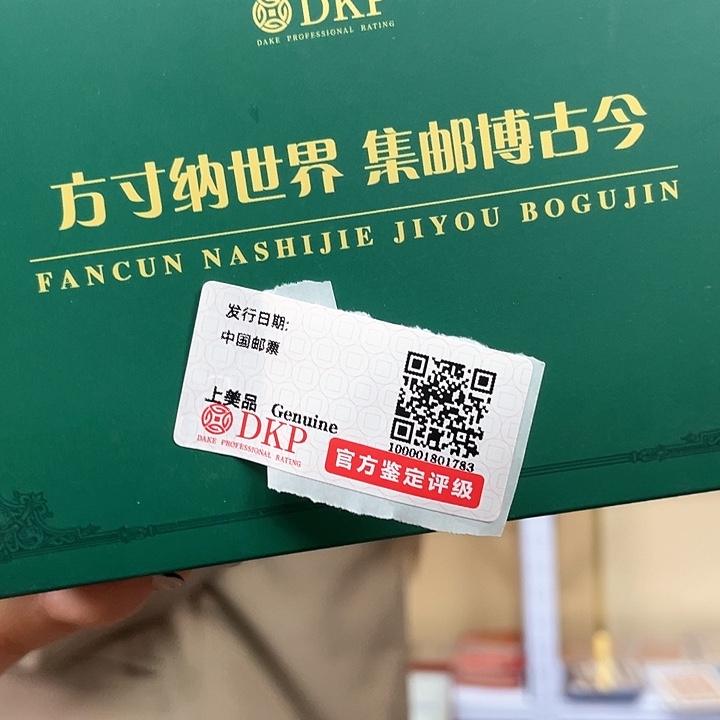 DKP
DAKE PROFESSIONAL RATING
方寸纳世界 集邮博古今
FANCUN NASHIJIE JIYOU BOGUJIN
发行日期:
中国邮票
上美品 Genuine
DKP
DAKE PROFESSIONAL RATING
100001801783
官方鉴定评级